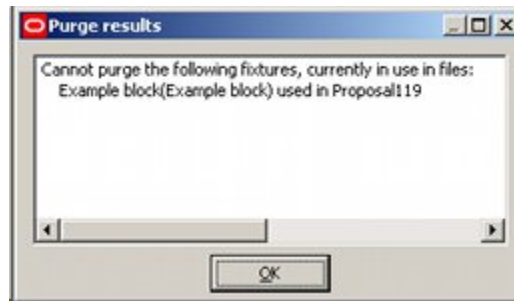 Purge results
Cannot purge the following fixtures, currently in use in files:
Example block(Example block) used in Proposal119
OK